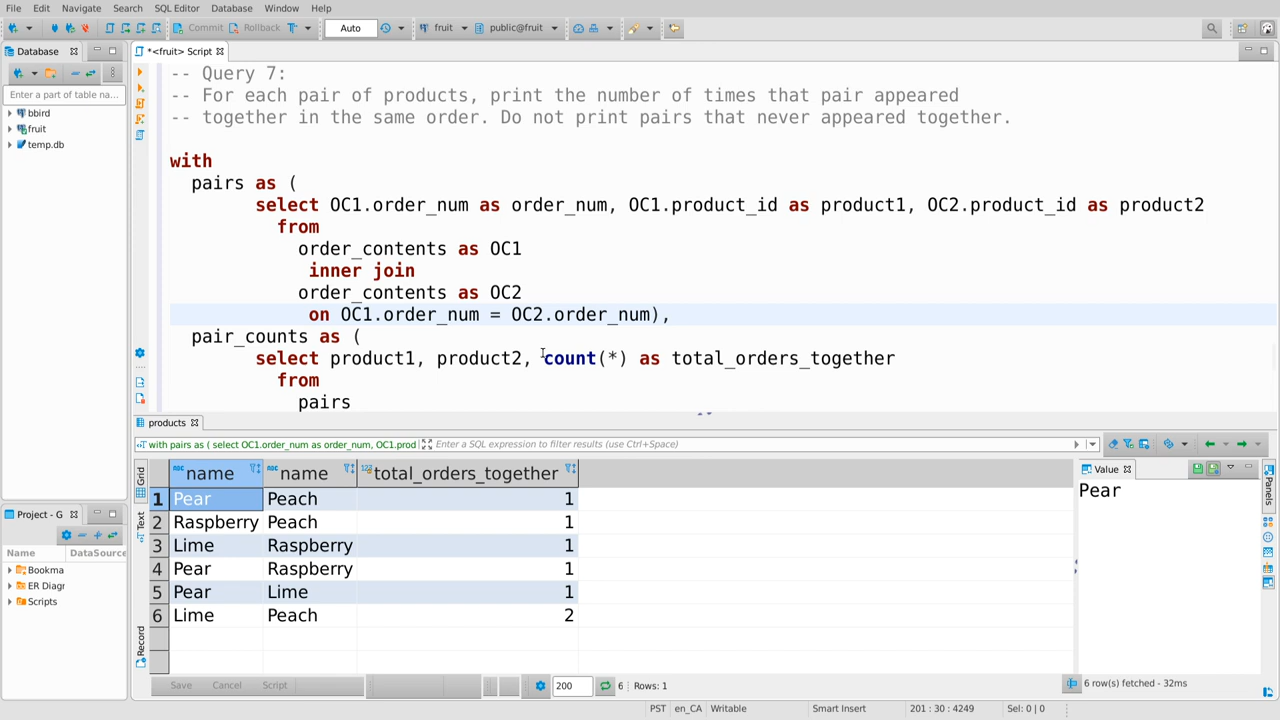 File Edit Navigate Search SQL Editor Database Window Help
Commit Rollback Auto fruit public@fruit
Database
*<fruit> Script
Enter a part of table na...
bbird
fruit
temp.db
-- Query 7:
-- For each pair of products, print the number of times that pair appeared
-- together in the same order. Do not print pairs that never appeared together.
with
pairs as (
select OC1.order_num as order_num, OC1.product_id as product1, OC2.product_id as product2
from
order_contents as OC1
inner join
order_contents as OC2
on OC1.order_num = OC2.order_num),
pair_counts as (
select product1, product2, count(*) as total_orders_together
from
pairs
products
with pairs as ( select OC1.order_num as order_num, OC1.prod
Enter a SQL expression to filter results (use Ctrl+Space)
Grid
Text
Record
name name total_orders_together
1 Pear Peach 1
2 Raspberry Peach 1
3 Lime Raspberry 1
4 Pear Raspberry 1
5 Pear Lime 1
6 Lime Peach 2
Value
Pear
Panels
Project - G
Name DataSource
Bookma
ER Diagr
Scripts
Save Cancel Script 200 6 Rows: 1
6 row(s) fetched - 32ms
PST en_CA Writable Smart Insert 201 : 30 : 4249 Sel: 0 | 0